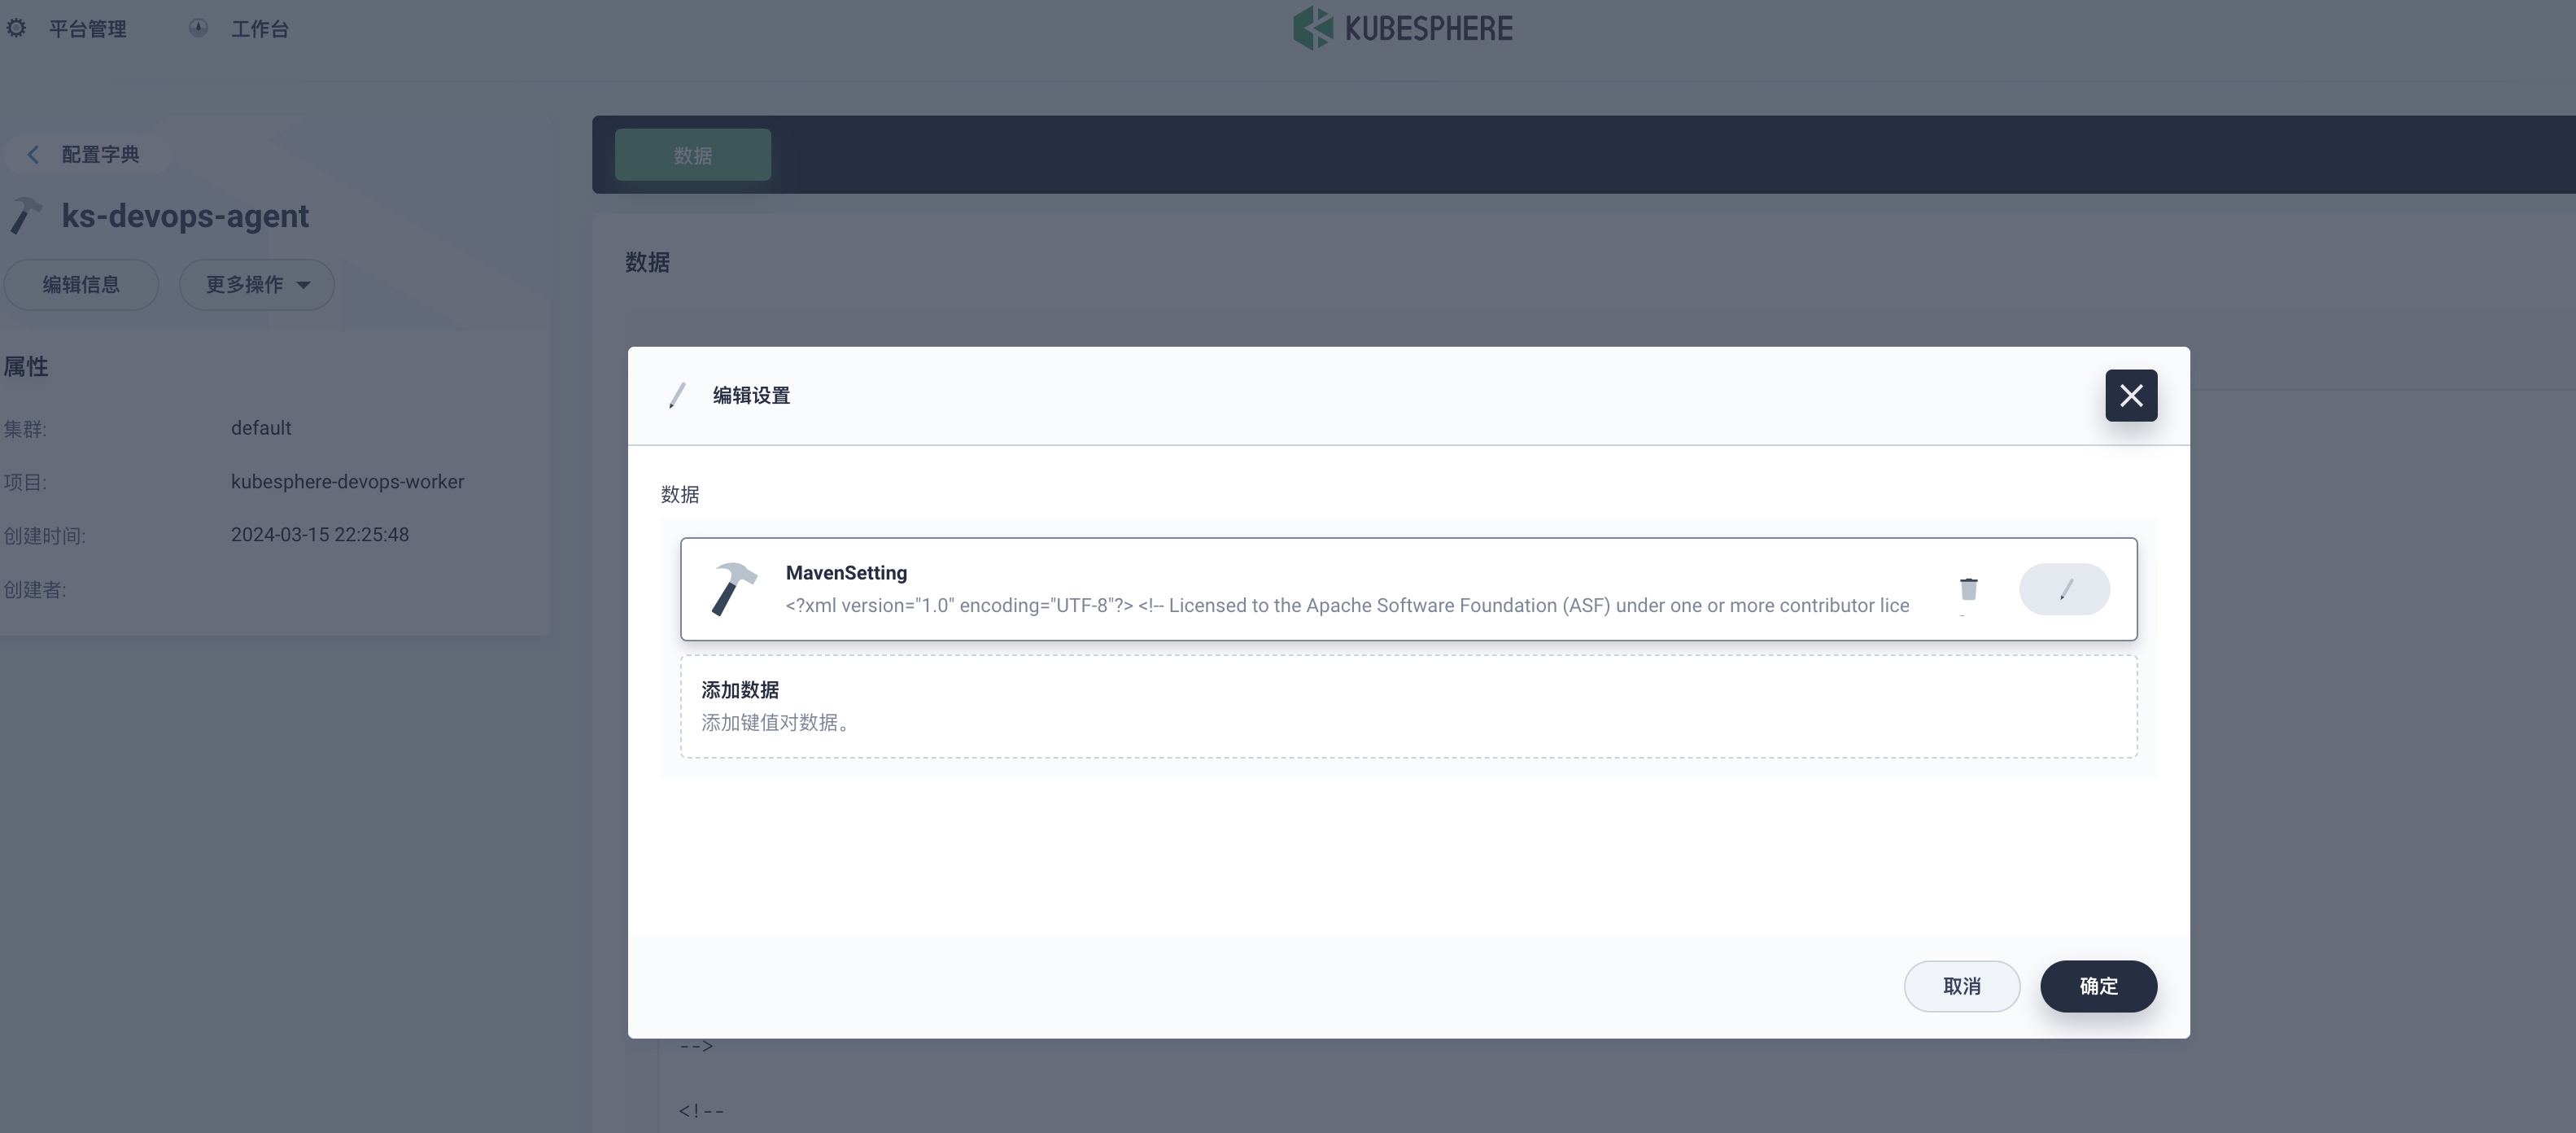 平台管理
工作台
KUBESPHERE
配置字典
ks-devops-agent
编辑信息
更多操作
属性
集群:
default
项目:
kubesphere-devops-worker
创建时间:
2024-03-15 22:25:48
创建者:
数据
数据
编辑设置
数据
MavenSetting
<?xml version="1.0" encoding="UTF-8"?> <!-- Licensed to the Apache Software Foundation (ASF) under one or more contributor lice
添加数据
添加键值对数据。
取消
确定
-->
<!--